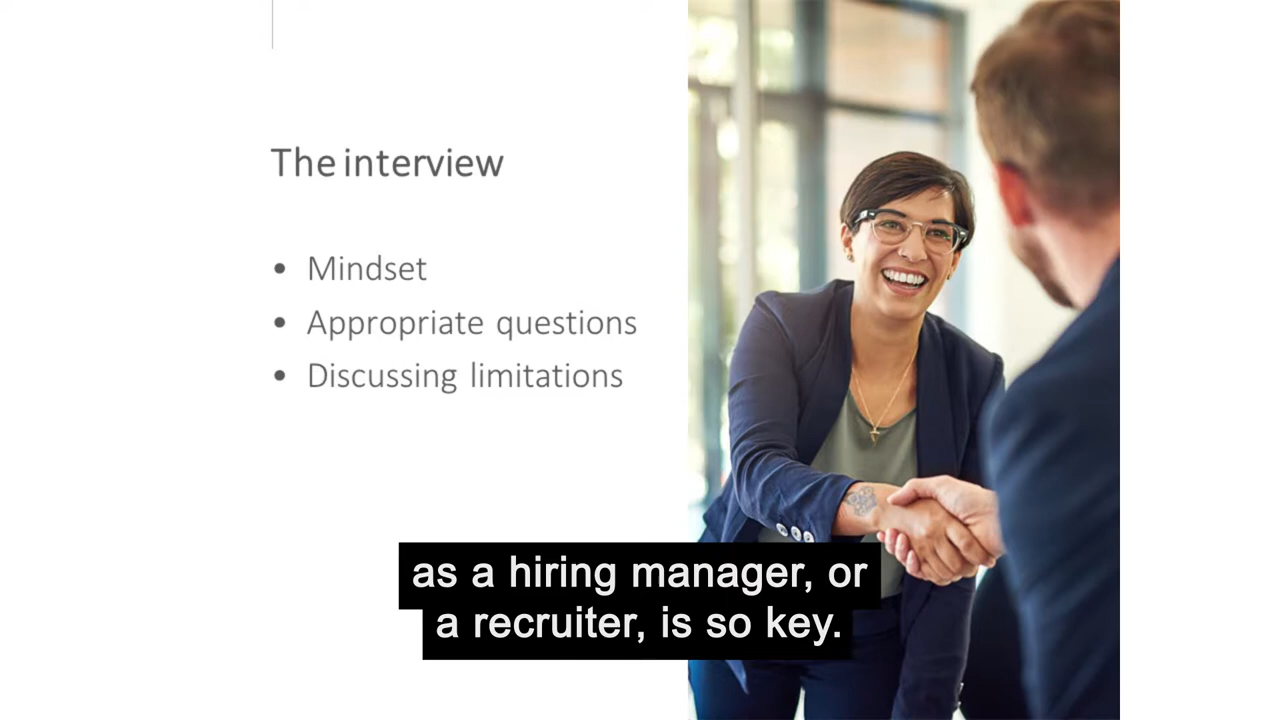 The interview
• Mindset
• Appropriate questions
• Discussing limitations
as a hiring manager, or
a recruiter, is so key.